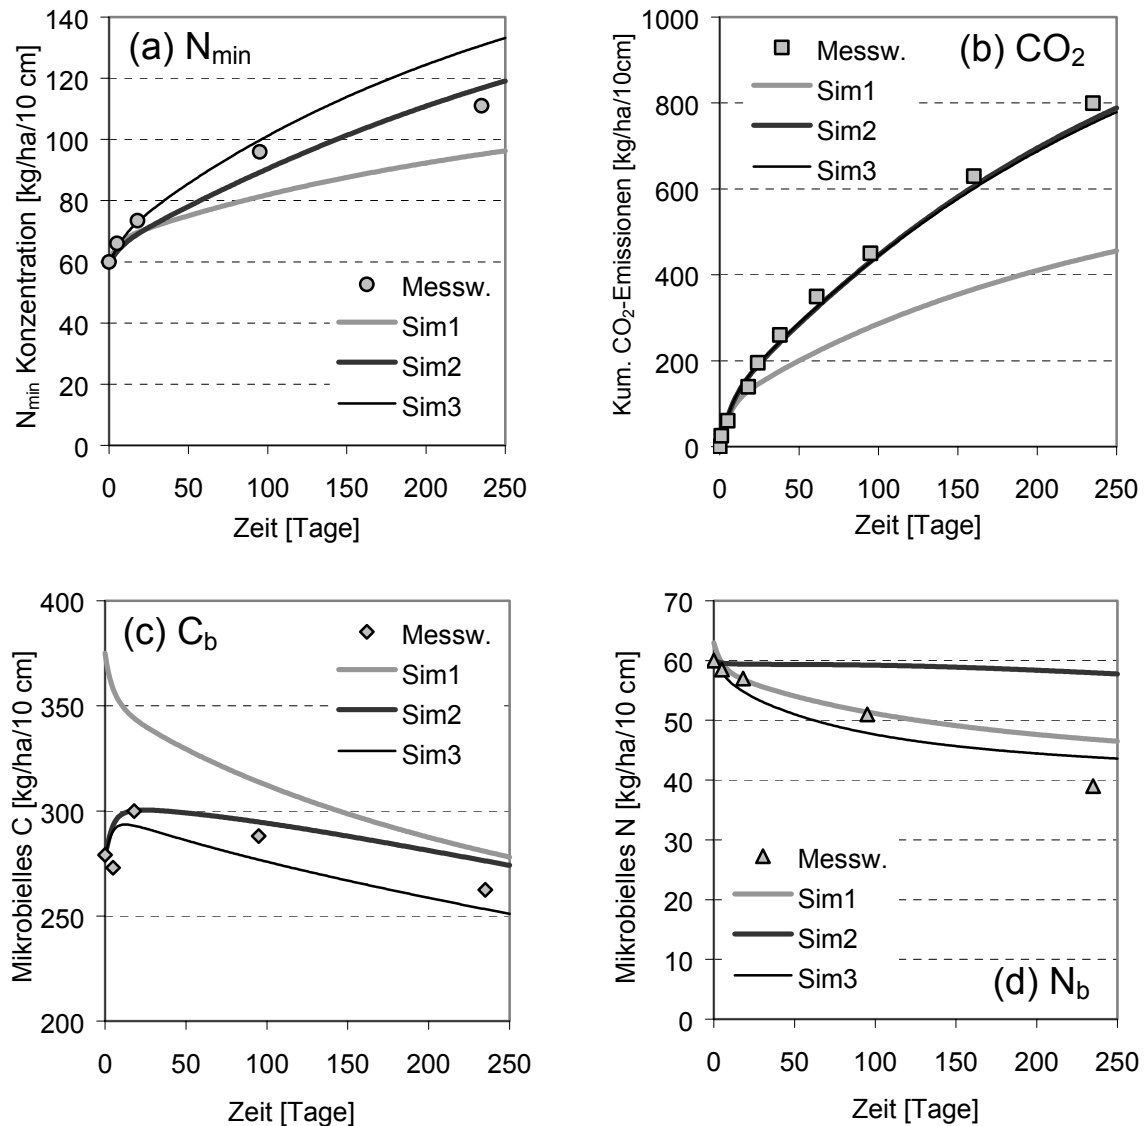 (a) Nmin
Nmin Konzentration [kg/ha/10 cm]
140
120
100
80
60
40
20
0
Messw.
Sim1
Sim2
Sim3
0 50 100 150 200 250
Zeit [Tage]
(b) CO2
Kum. CO2-Emissionen [kg/ha/10cm]
1000
800
600
400
200
0
Messw.
Sim1
Sim2
Sim3
0 50 100 150 200 250
Zeit [Tage]
(c) Cb
Mikrobielles C [kg/ha/10 cm]
400
350
300
250
200
Messw.
Sim1
Sim2
Sim3
0 50 100 150 200 250
Zeit [Tage]
Mikrobielles N [kg/ha/10 cm]
70
60
50
40
30
20
10
0
Messw.
Sim1
Sim2
Sim3
(d) Nb
0 50 100 150 200 250
Zeit [Tage]